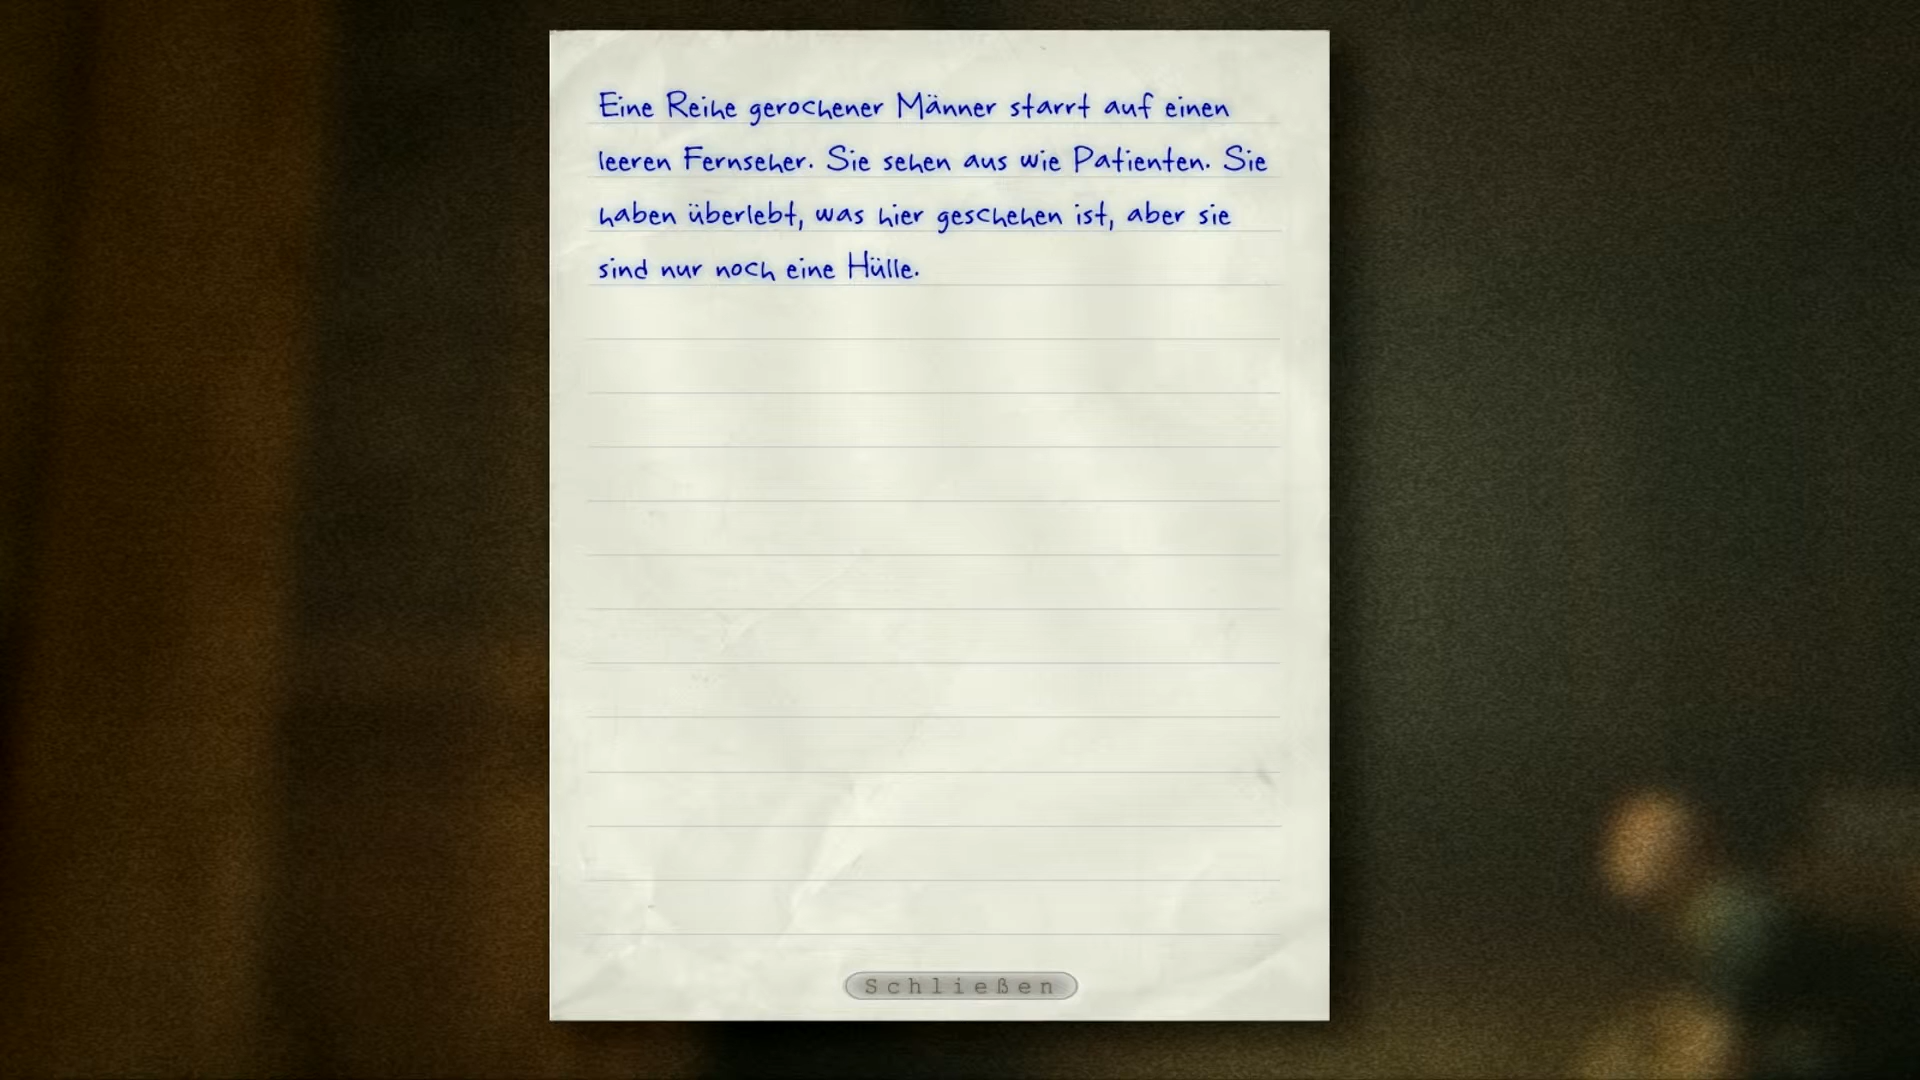 Eine Reihe gerochener Männer starrt auf einen
leeren Fernseher. Sie sehen aus wie Patienten. Sie
haben überlebt, was hier geschehen ist, aber sie
sind nur noch eine Hülle.
Schließen